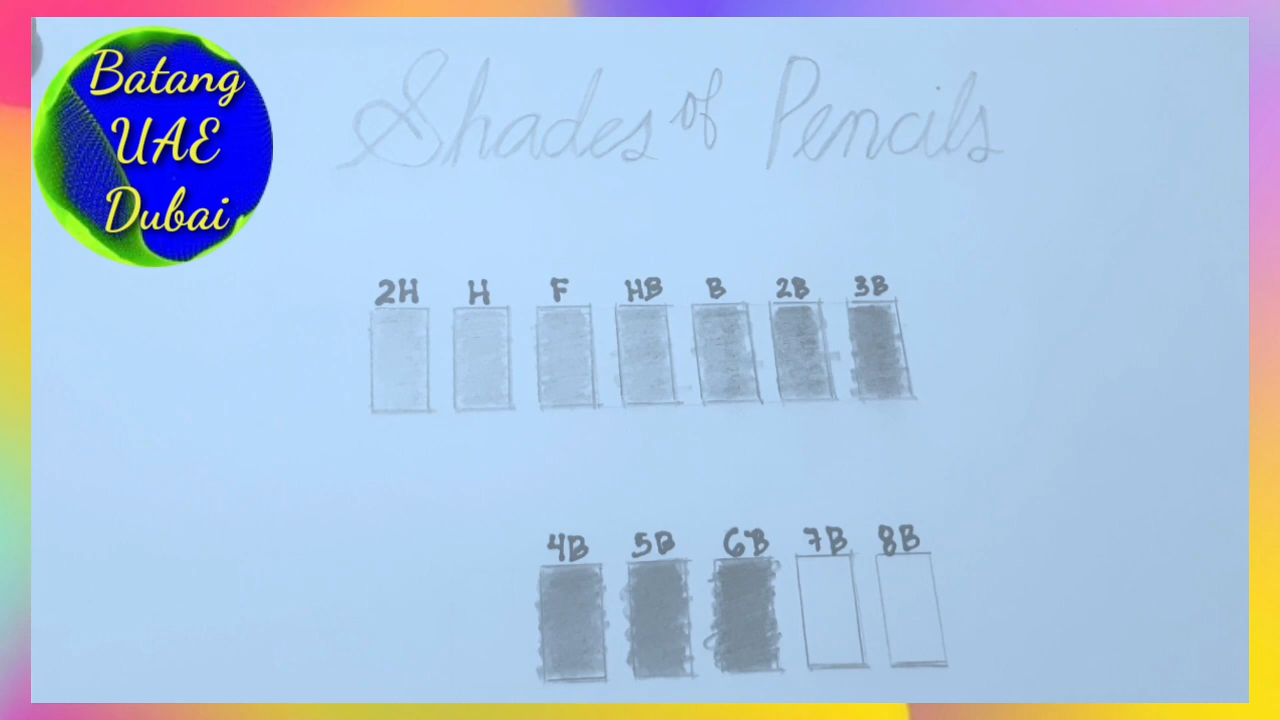 Batang
UAE
Dubai
Shades of Pencils
2H H F HB B 2B 3B
4B 5B 6B 7B 8B